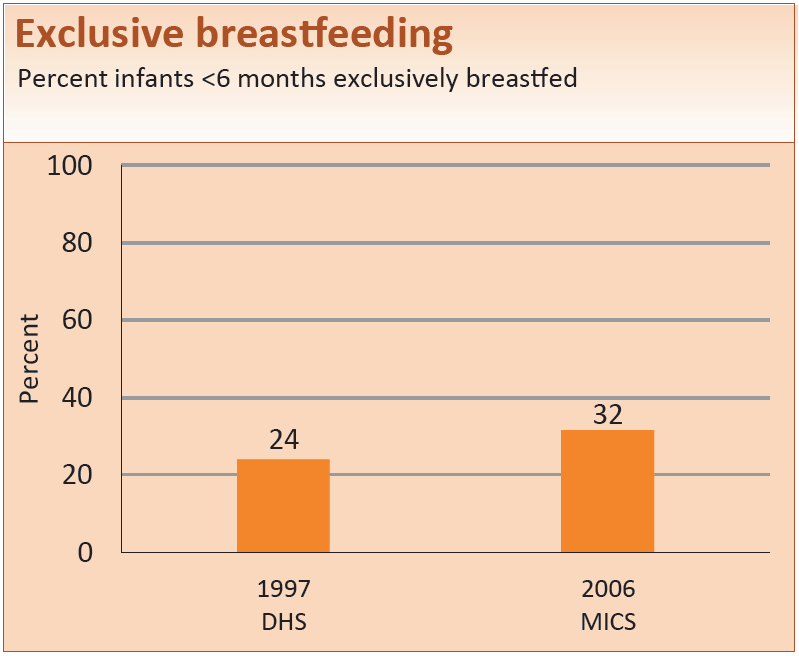 Exclusive breastfeeding
Percent infants <6 months exclusively breastfed
Percent
100
80
60
40
20
0
24
32
1997
DHS
2006
MICS